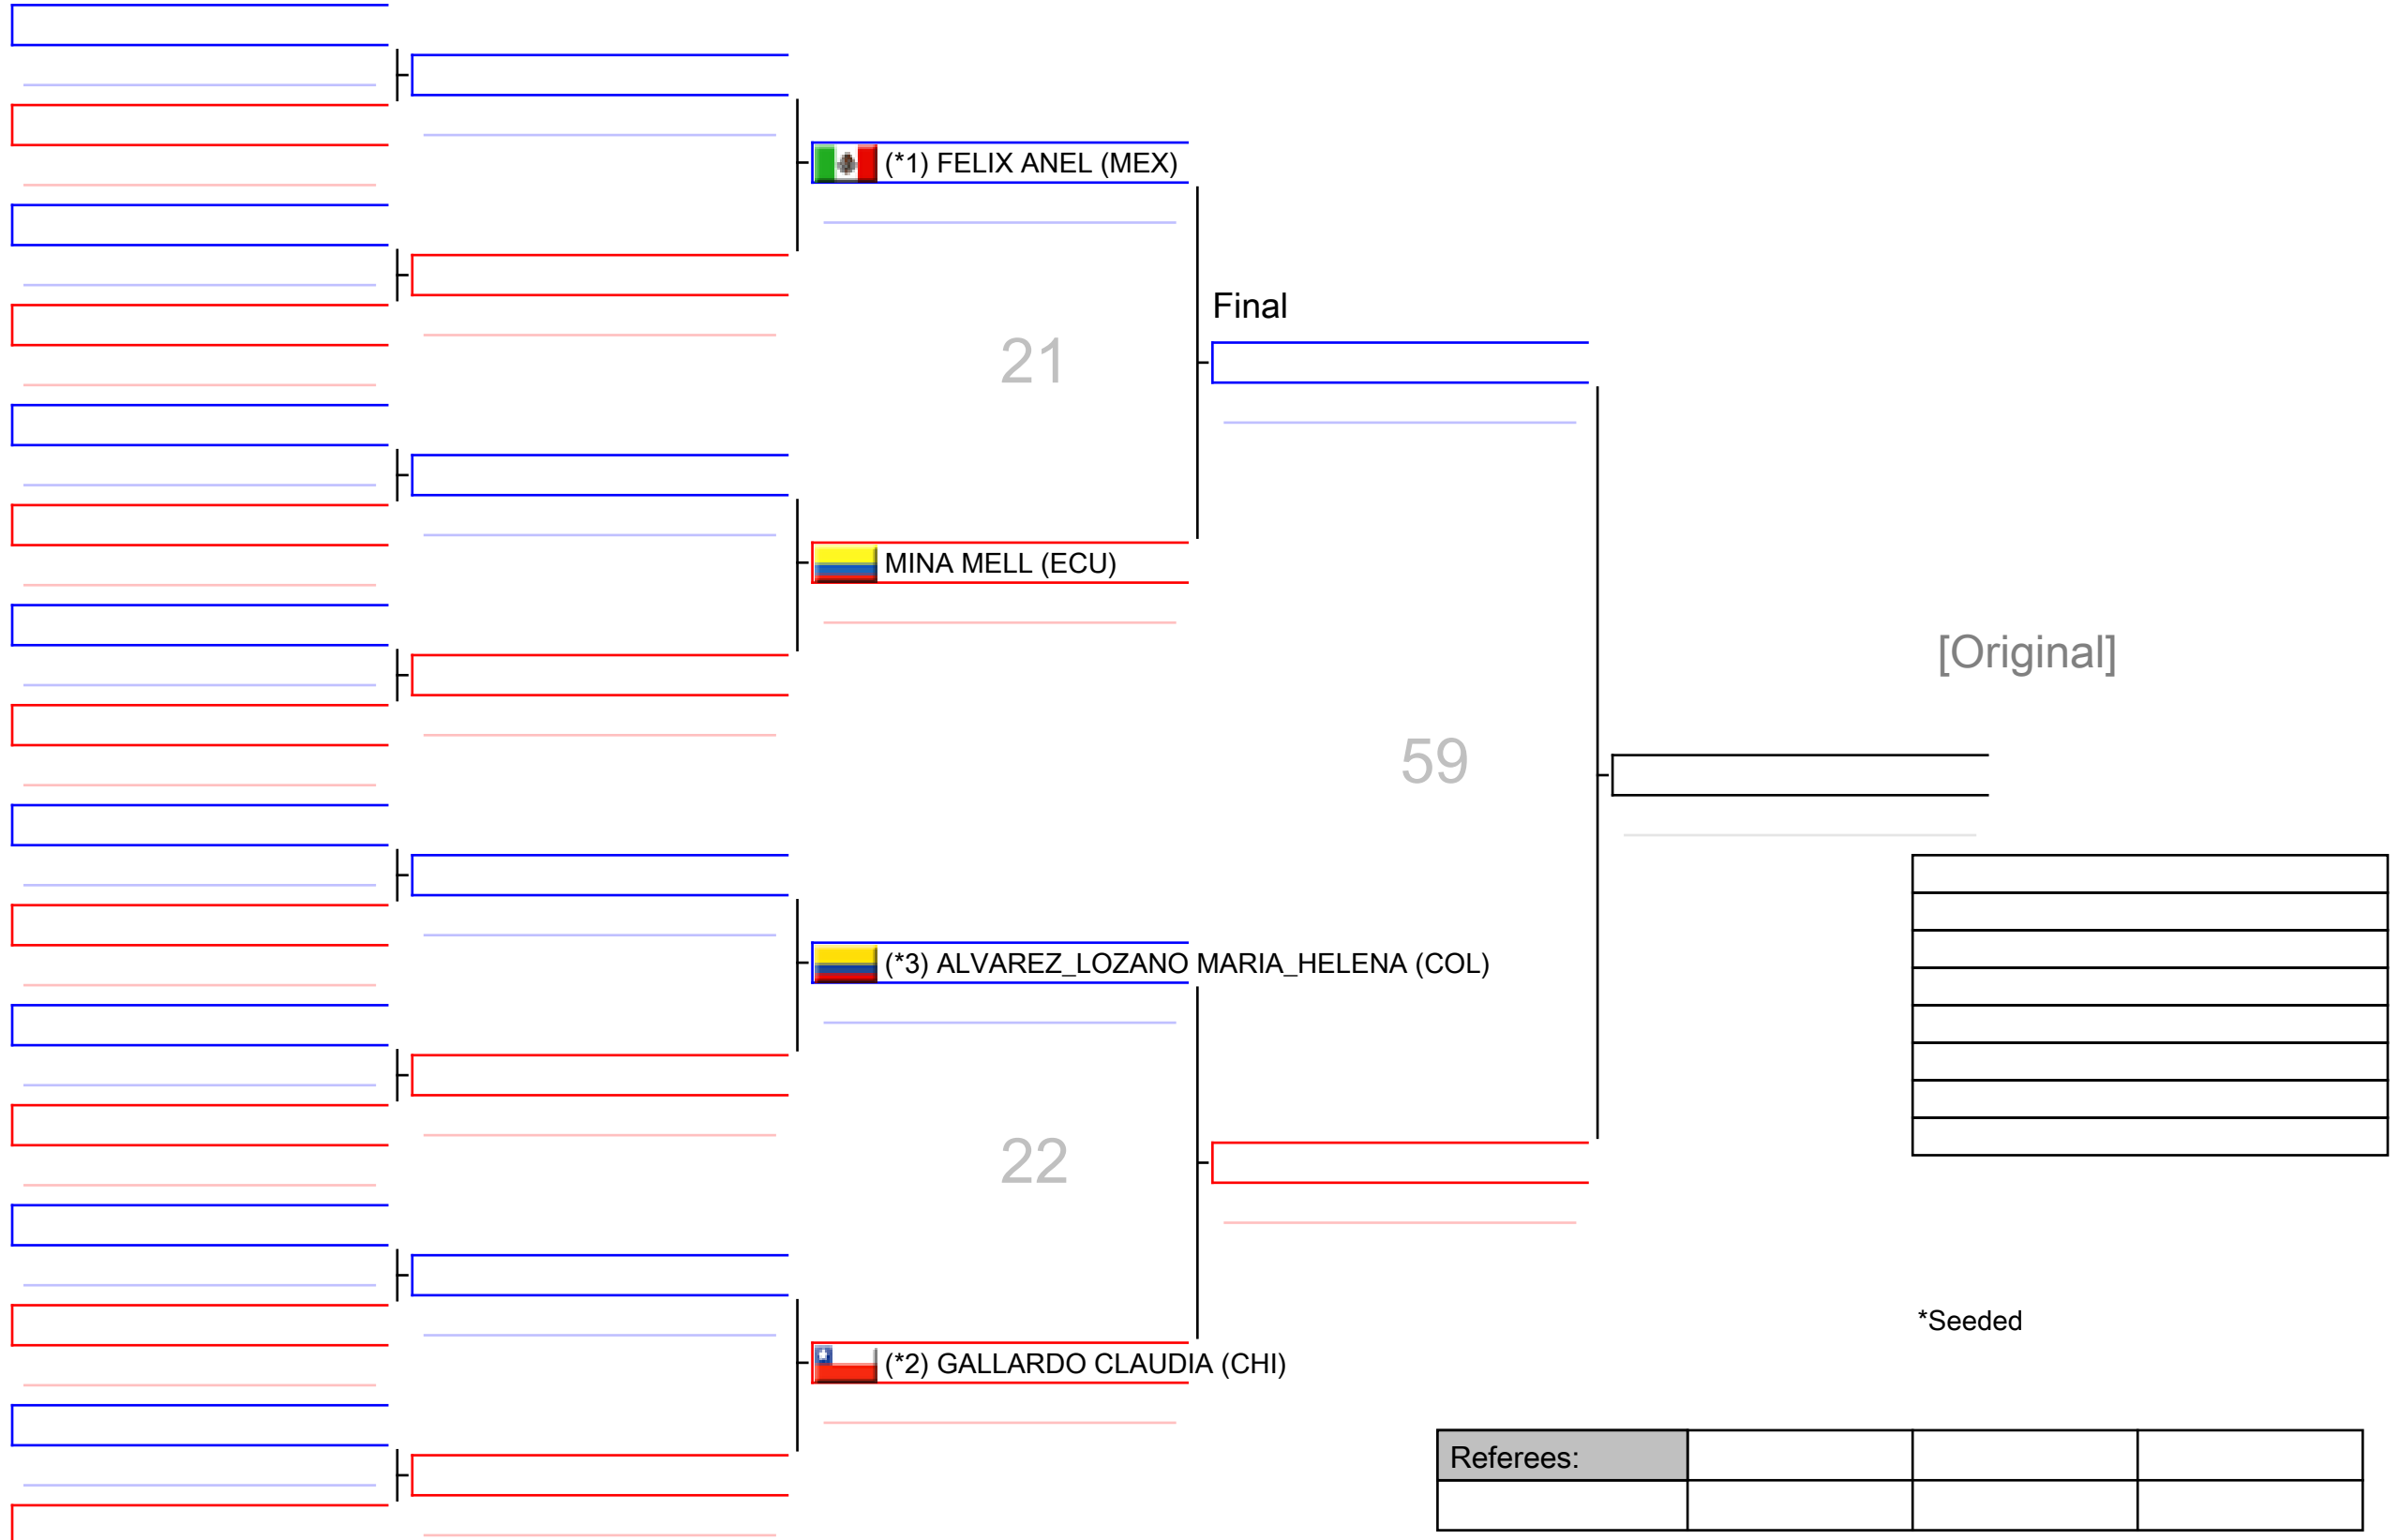 (*1) FELIX ANEL (MEX)
Final
21
MINA MELL (ECU)
[Original]
59
(*3) ALVAREZ_LOZANO MARIA_HELENA (COL)
22
*Seeded
(*2) GALLARDO CLAUDIA (CHI)
Referees: